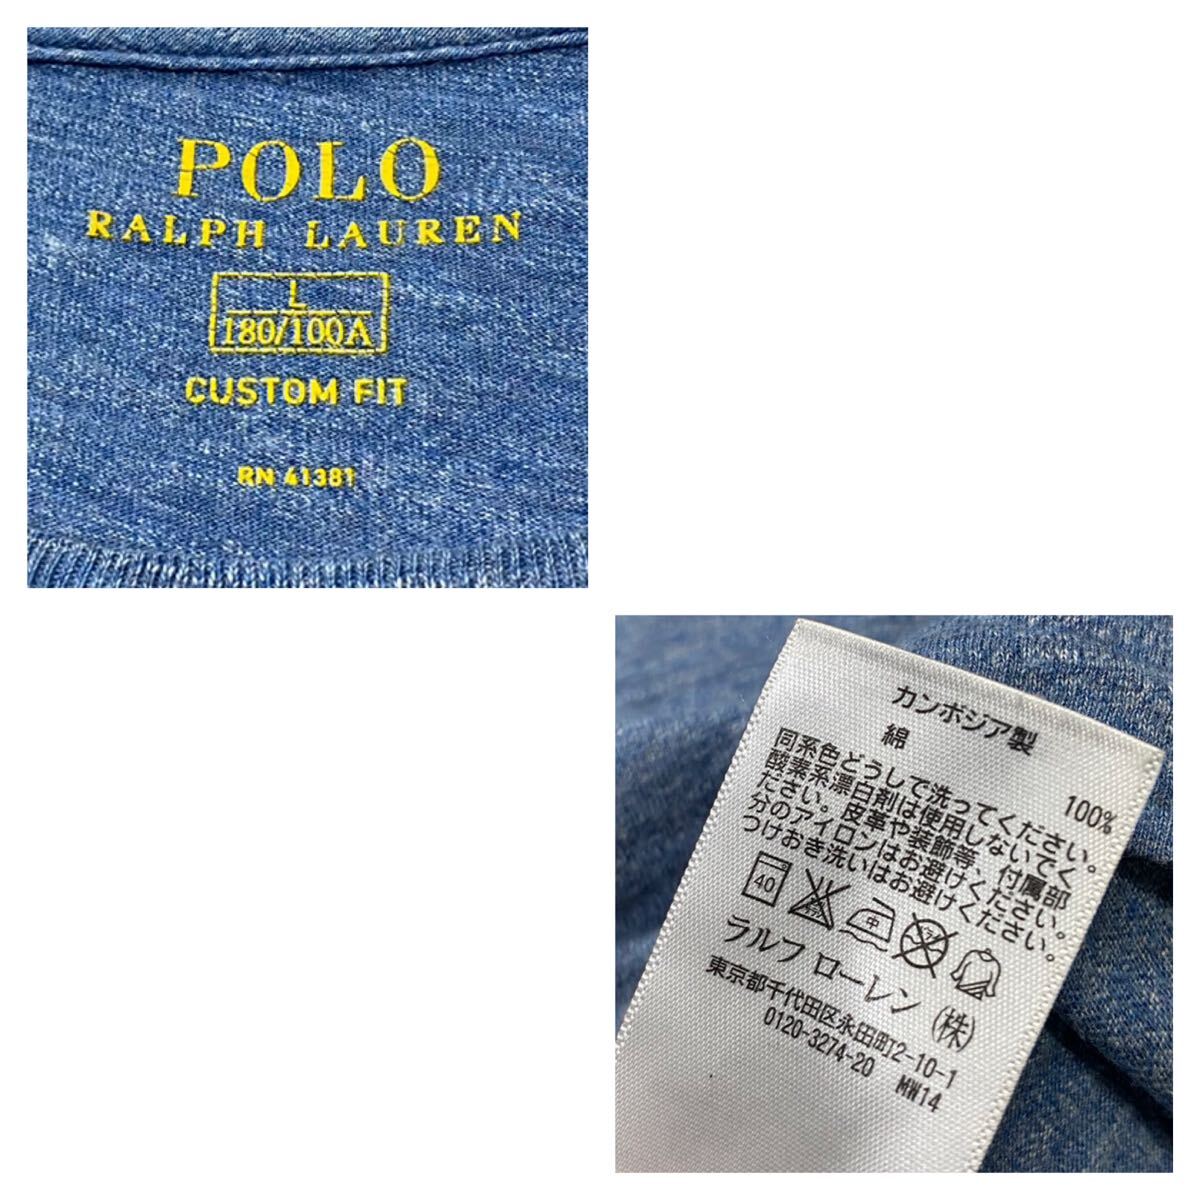 POLO
RALPH LAUREN
L
180/100A
CUSTOM FIT
RN 41381
カンボジア製
綿 100%
同系色どうしで洗ってください。
酸素系漂白剤は使用しないでく
ださい。皮革や装飾等、付属部
分のアイロンはお避けください。
つけおき洗いはお避けください。
40 中
ラルフ ローレン (株)
東京都千代田区永田町2-10-1
0120-3274-20 MW14